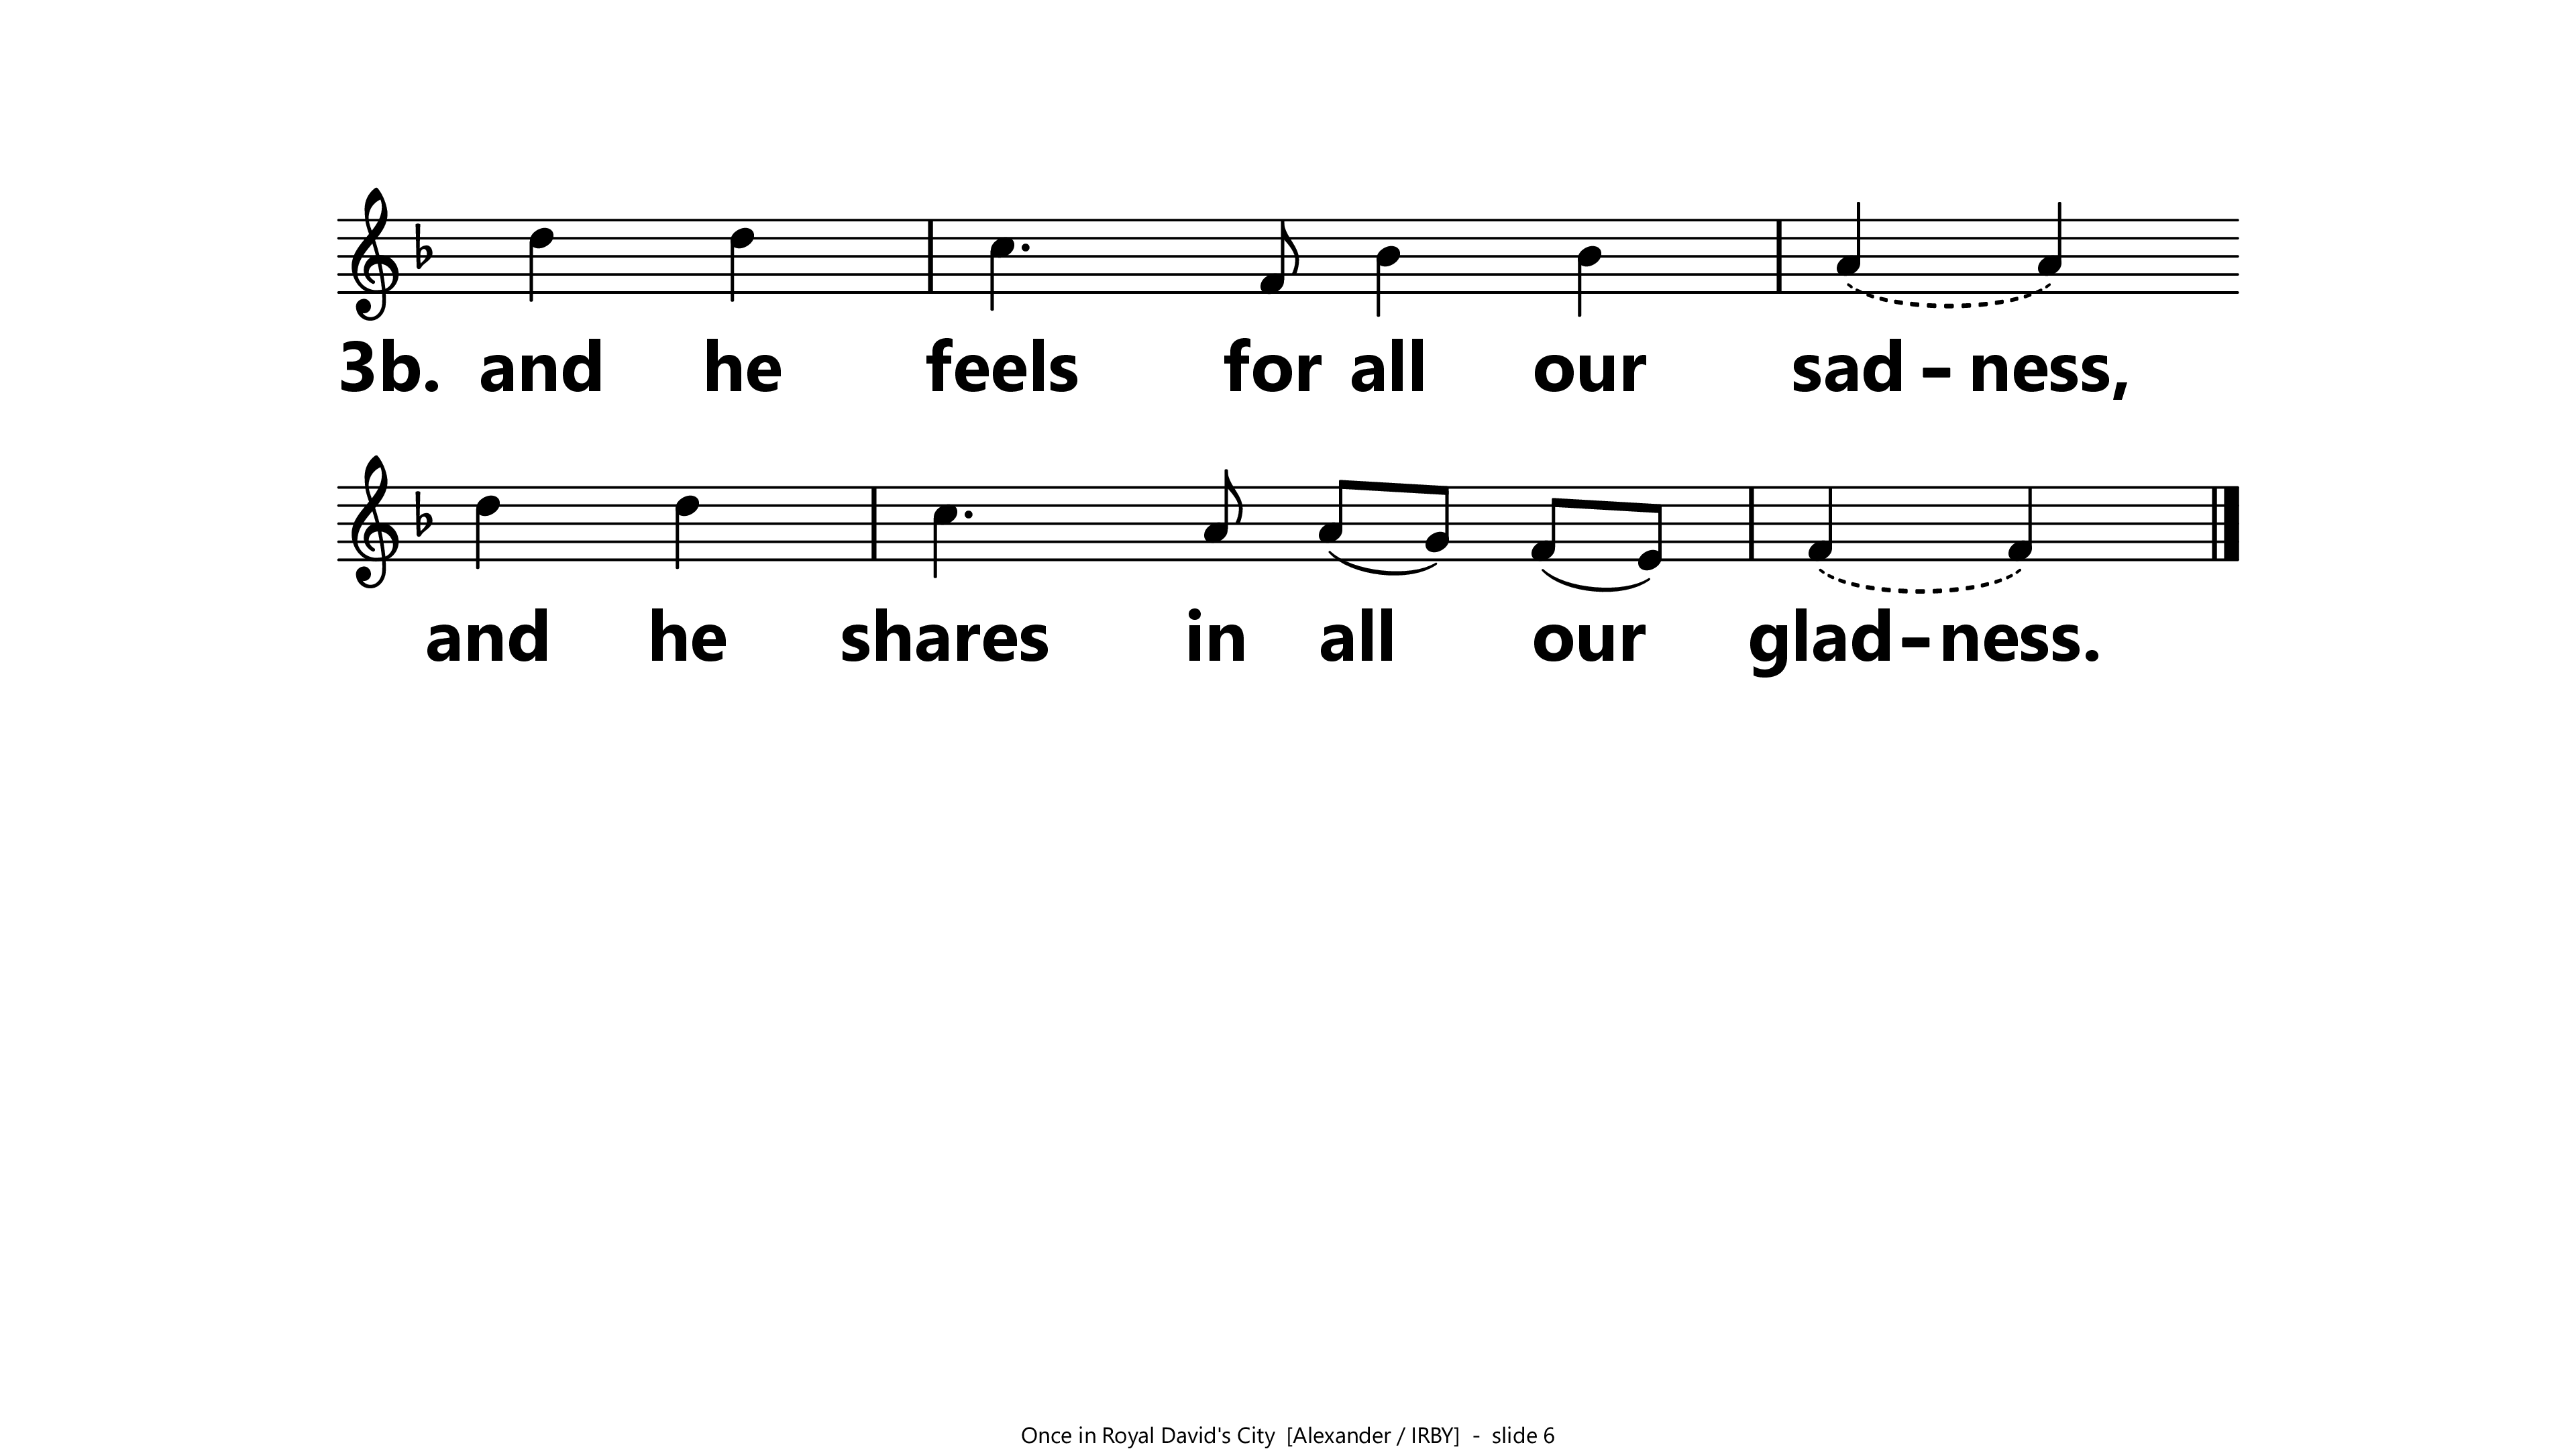 3b. and he feels for all our sad - ness,
and he shares in all our glad - ness.
Once in Royal David's City [Alexander / IRBY] - slide 6